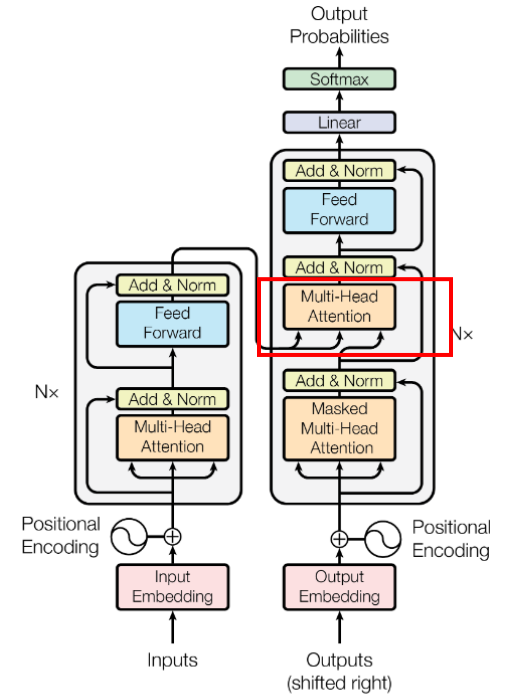 Output
Probabilities
Softmax
Linear
Add & Norm
Feed
Forward
Add & Norm
Multi-Head
Attention
N×
Add & Norm
Masked
Multi-Head
Attention
Add & Norm
Feed
Forward
N×
Add & Norm
Multi-Head
Attention
Positional
Encoding
Positional
Encoding
Input
Embedding
Output
Embedding
Inputs
Outputs
(shifted right)